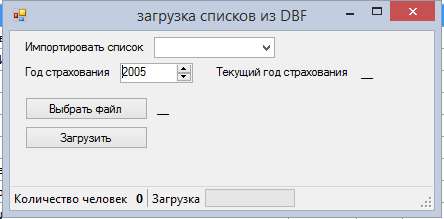 загрузка списков из DBF
Импортировать список
Год страхования 2005 Текущий год страхования __
Выбрать файл __
Загрузить
Количество человек 0 Загрузка